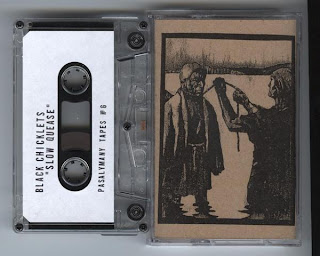 BLACK CHICKLETS
"SLOW QUEASE"
PASALYMANY TAPES #6